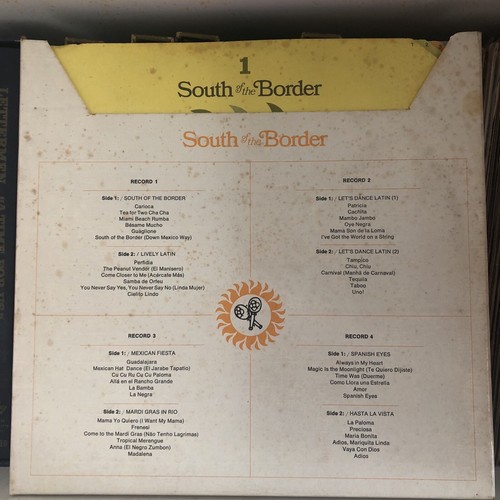 1
South of the Border
South of the Border
RECORD 1
Side 1: / SOUTH OF THE BORDER
Carioca
Tea for Two Cha Cha
Miami Beach Rumba
Bésame Mucho
Guaglione
South of the Border (Down Mexico Way)
Side 2: / LIVELY LATIN
Perfidia
The Peanut Vendor (El Manisero)
Come Closer to Me (Acércate Más)
Samba de Orfeu
You Never Say Yes, You Never Say No (Linda Mujer)
Cielito Lindo
RECORD 2
Side 1: / LET'S DANCE LATIN (1)
Patricia
Cachita
Mambo Jambo
Oye Negra
Mama Son de la Loma
I've Got the World on a String
Side 2: / LET'S DANCE LATIN (2)
Tampico
Chiu, Chiu
Carnival (Manhã de Carnaval)
Tequila
Taboo
Uno!
RECORD 3
Side 1: / MEXICAN FIESTA
Guadalajara
Mexican Hat Dance (El Jarabe Tapatío)
Cu Cu Ru Cu Cu Paloma
Allá en el Rancho Grande
La Bamba
La Negra
Side 2: / MARDI GRAS IN RIO
Mama Yo Quiero (I Want My Mama)
Frenesí
Come to the Mardi Gras (Não Tenho Lagrimas)
Tropical Merengue
Anna (El Negro Zumbon)
Madalena
RECORD 4
Side 1: / SPANISH EYES
Always in My Heart
Magic Is the Moonlight (Te Quiero Dijiste)
Time Was (Duerme)
Como Llora una Estrella
Amor
Spanish Eyes
Side 2: / HASTA LA VISTA
La Paloma
Preciosa
María Bonita
Adios, Mariquita Linda
Vaya Con Dios
Adios